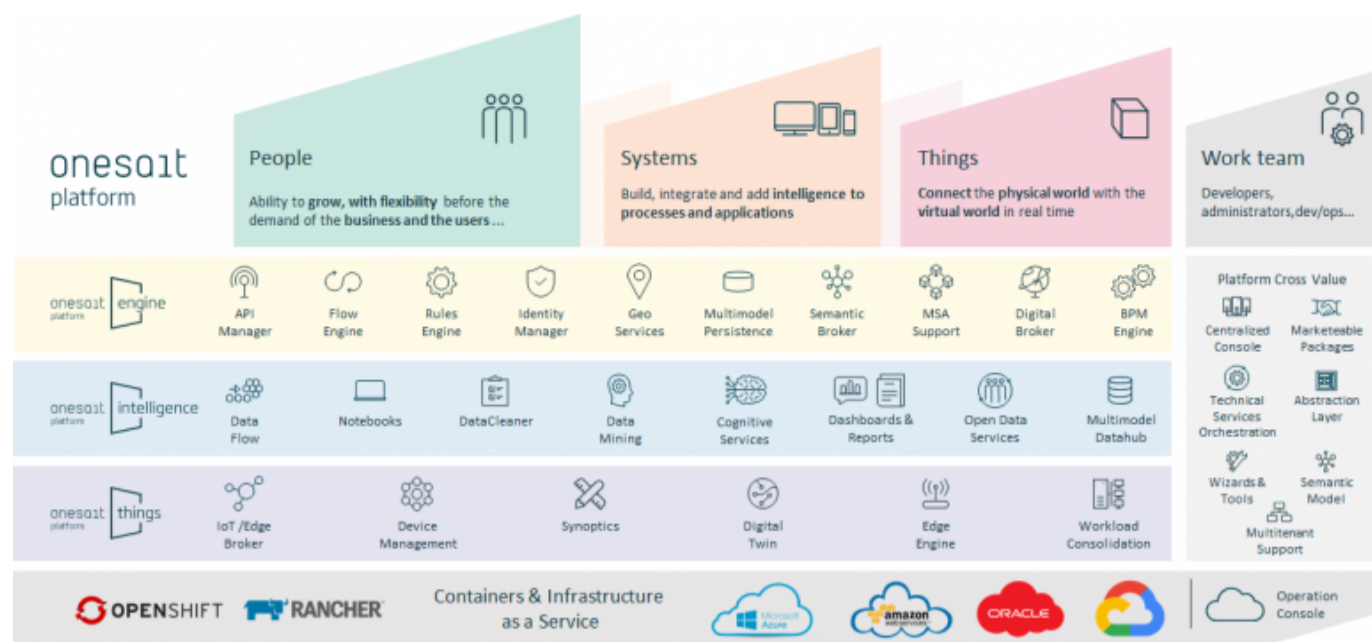 onesait
platform
People
Ability to grow, with flexibility before the
demand of the business and the users ...
Systems
Build, integrate and add intelligence to
processes and applications
Things
Connect the physical world with the
virtual world in real time
Work team
Developers,
administrators,dev/ops...
onesait
platform
engine
API
Manager
Flow
Engine
Rules
Engine
Identity
Manager
Geo
Services
Multimodel
Persistence
Semantic
Broker
MSA
Support
Digital
Broker
BPM
Engine
onesait
platform
intelligence
Data
Flow
Notebooks
DataCleaner
Data
Mining
Cognitive
Services
Dashboards &
Reports
Open Data
Services
Multimodel
Datahub
onesait
platform
things
IoT /Edge
Broker
Device
Management
Synoptics
Digital
Twin
Edge
Engine
Workload
Consolidation
Platform Cross Value
Centralized
Console
Marketeable
Packages
Technical
Services
Orchestration
Abstraction
Layer
Wizards &
Tools
Semantic
Model
Multitenant
Support
OPENSHIFT
RANCHER
Containers & Infrastructure
as a Service
Microsoft
Azure
amazon
webservices
ORACLE
Operation
Console